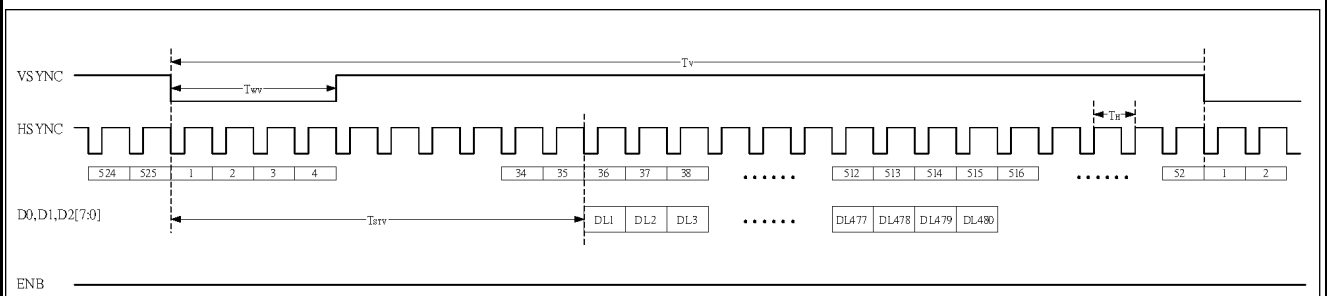 Tv
VSYNC
Twv
HSYNC
TH
524 525 1 2 3 4 34 35 36 37 38 ...... 512 513 514 515 516 ...... 52 1 2
D0,D1,D2[7:0]
Tsrv
DL1 DL2 DL3 ...... DL477 DL478 DL479 DL480
ENB